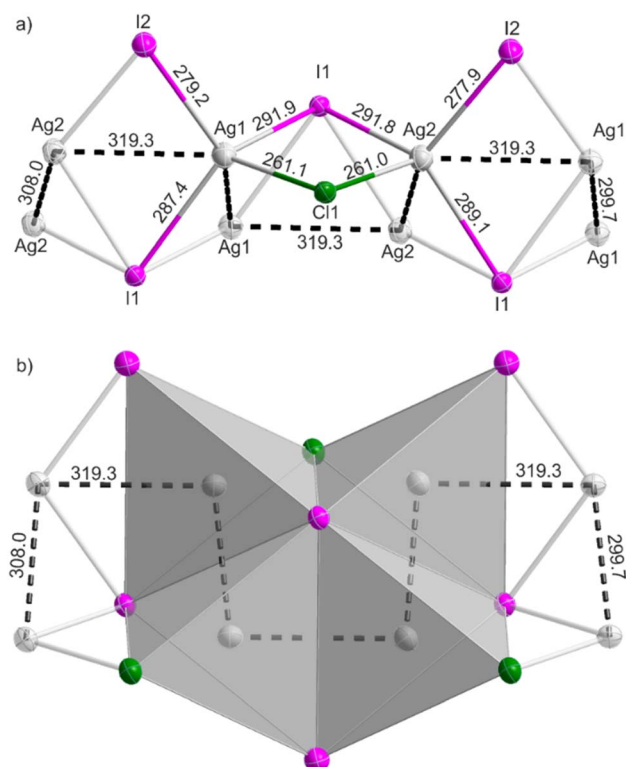 a)
I2
I2
279.2
277.9
I1
Ag1
291.9
291.8
Ag2
Ag2
319.3
319.3
Ag1
308.0
261.1
261.0
299.7
Cl1
287.4
289.1
Ag2
Ag1
319.3
Ag2
Ag1
I1
I1
b)
319.3
319.3
308.0
299.7